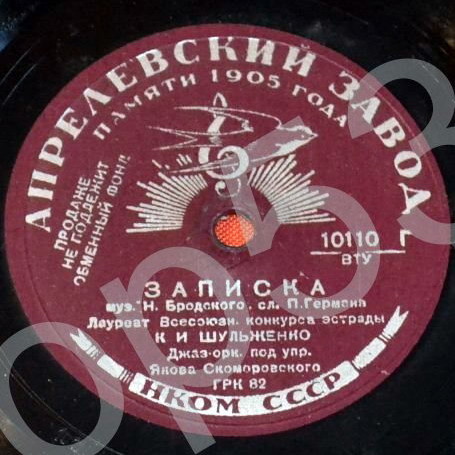 АПРЕЛЕВСКИЙ ЗАВОД
ПАМЯТИ 1905 ГОДА
ПРОДАЖЕ
НЕ ПОДЛЕЖИТ
ОБМЕННЫЙ ФОНД
10110 L
ВТУ
ЗАПИСКА
муз. Н. Бродского, сл. П. Германа
Лауреат Всесоюзн. конкурса эстрады
К И ШУЛЬЖЕНКО
Джаз-орк. под упр.
Якова Скоморовского
ГРК 82
НКОМ СССР